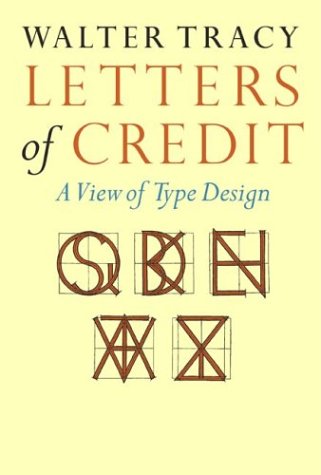 WALTER TRACY
LETTERS
of CREDIT
A View of Type Design